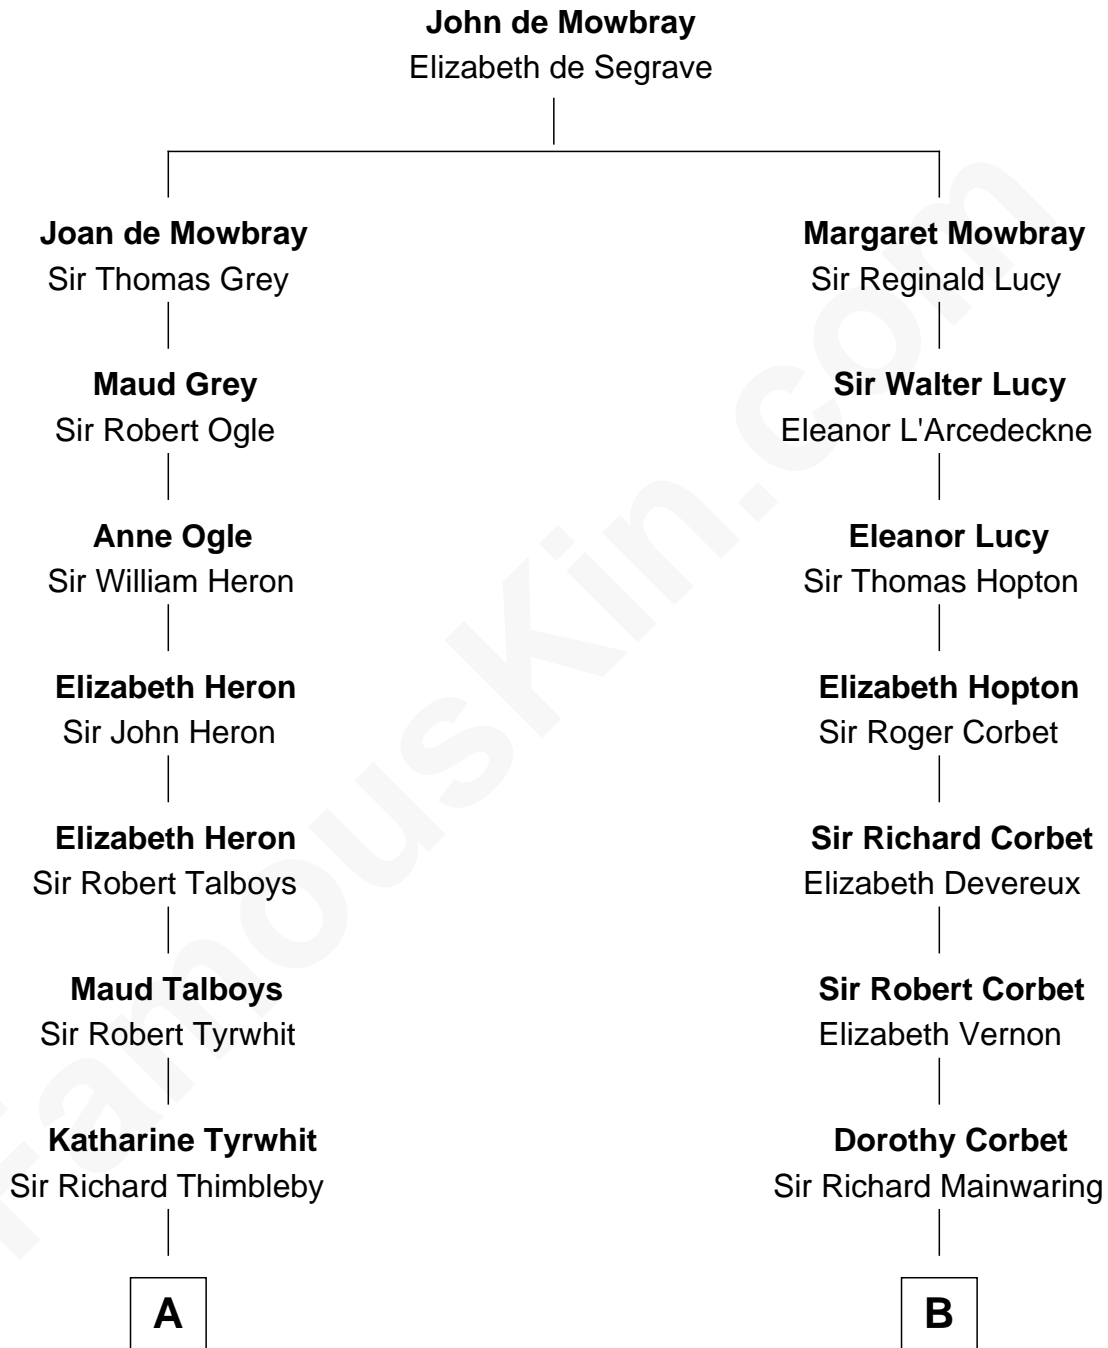 John de Mowbray
Elizabeth de Segrave
Joan de Mowbray
Sir Thomas Grey
Margaret Mowbray
Sir Reginald Lucy
Maud Grey
Sir Robert Ogle
Sir Walter Lucy
Eleanor L'Arcedeckne
Anne Ogle
Sir William Heron
Eleanor Lucy
Sir Thomas Hopton
Elizabeth Heron
Sir John Heron
Elizabeth Hopton
Sir Roger Corbet
Elizabeth Heron
Sir Robert Talboys
Sir Richard Corbet
Elizabeth Devereux
Maud Talboys
Sir Robert Tyrwhit
Sir Robert Corbet
Elizabeth Vernon
Katharine Tyrwhit
Sir Richard Thimbleby
Dorothy Corbet
Sir Richard Mainwaring
A
B
FamousKin.com